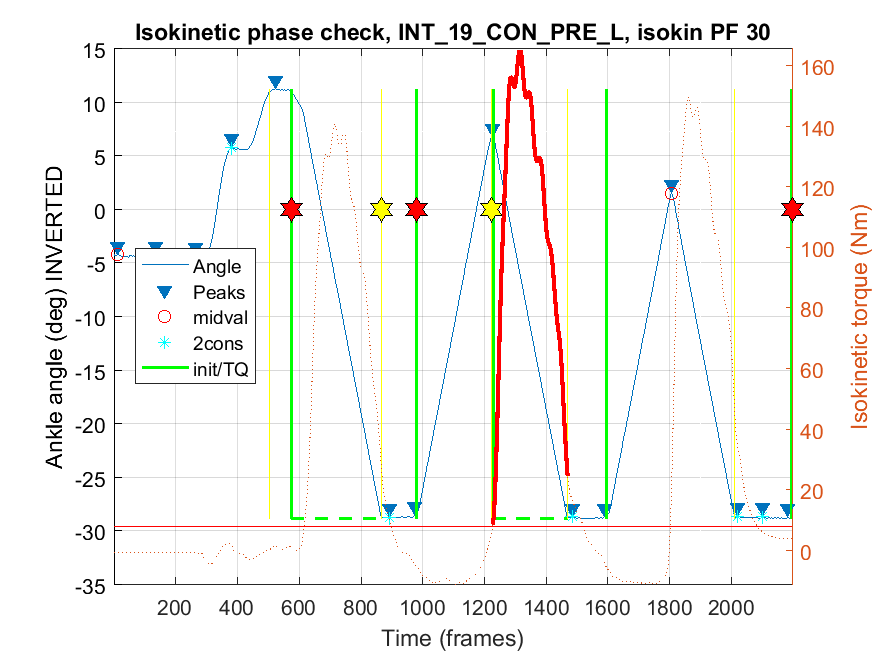 Isokinetic phase check, INT_19_CON_PRE_L, isokin PF 30
Ankle angle (deg) INVERTED
15
10
5
0
-5
-10
-15
-20
-25
-30
-35
Angle
Peaks
midval
2cons
init/TQ
160
140
120
100
80
60
40
20
0
Isokinetic torque (Nm)
200 400 600 800 1000 1200 1400 1600 1800 2000
Time (frames)